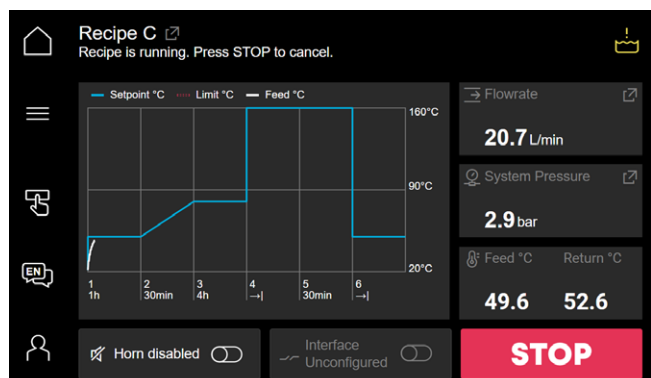 Recipe C
Recipe is running. Press STOP to cancel.
Setpoint °C Limit °C Feed °C
160°C
90°C
20°C
1 2 3 4 5 6
1h 30min 4h →| 30min →|
Flowrate
20.7 L/min
System Pressure
2.9 bar
Feed °C Return °C
49.6 52.6
EN
Horn disabled
Interface
Unconfigured
STOP